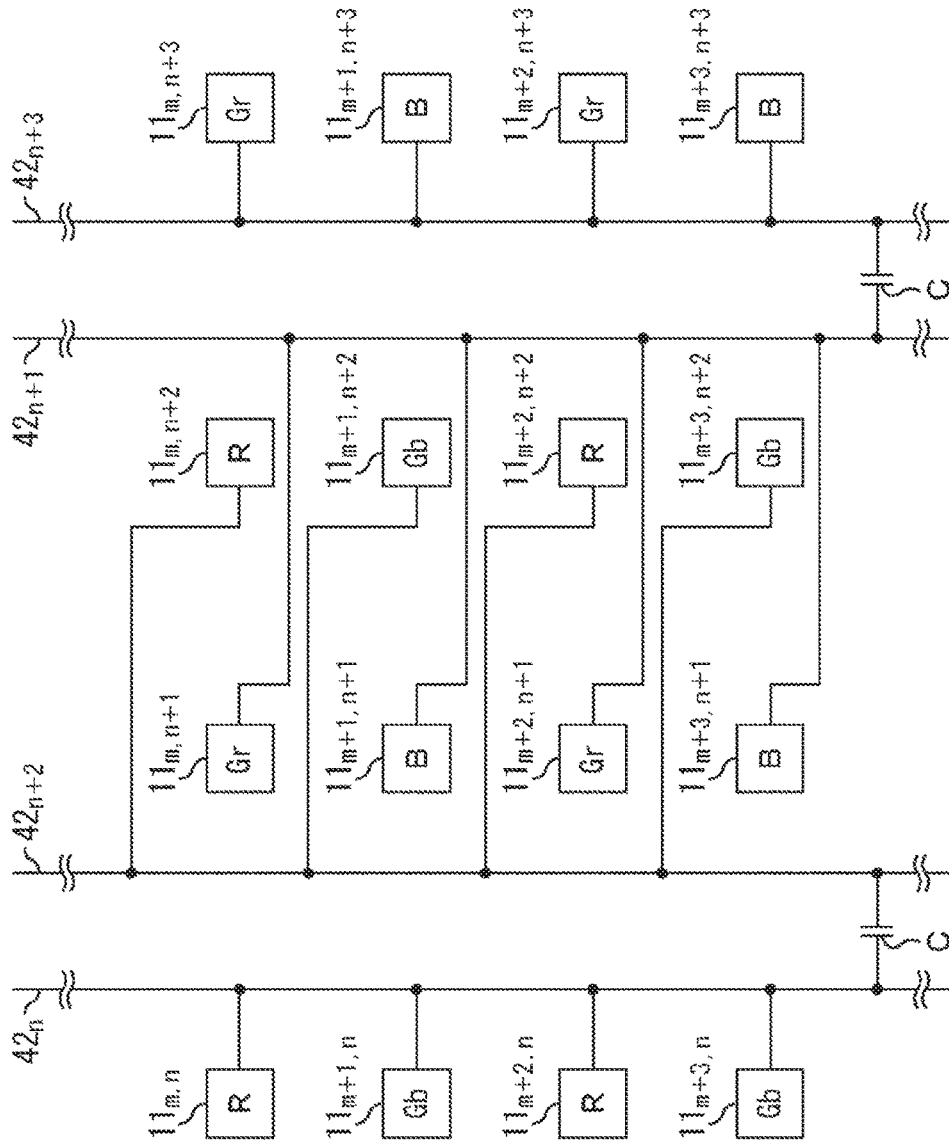 42n
42n+2
42n+1
42n+3
11m, n
R
11m, n+1
Gr
11m, n+2
R
11m, n+3
Gr
11m+1, n
Gb
11m+1, n+1
B
11m+1, n+2
Gb
11m+1, n+3
B
11m+2. n
R
11m+2, n+1
Gr
11m+2, n+2
R
11m+2, n+3
Gr
11m+3, n
Gb
11m+3, n+1
B
11m+3, n+2
Gb
11m+3, n+3
B
C
C